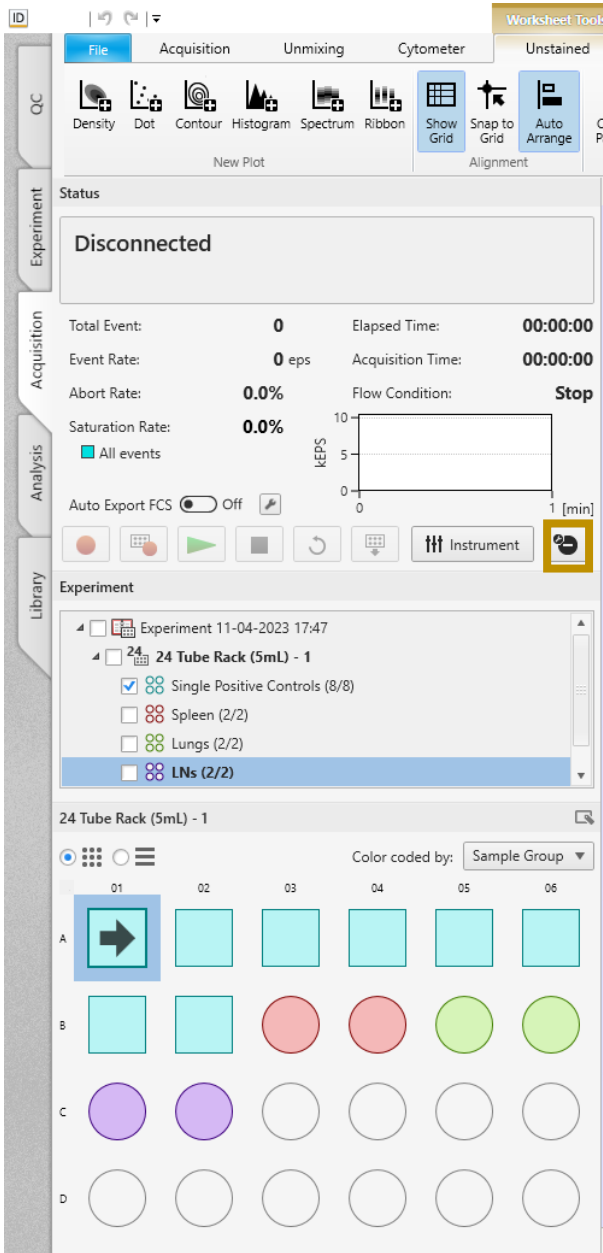 ID
Worksheet Tools
File Acquisition Unmixing Cytometer Unstained
Density Dot Contour Histogram Spectrum Ribbon Show Grid Snap to Grid Auto Arrange
New Plot Alignment
QC
Experiment
Acquisition
Analysis
Library
Status
Disconnected
Total Event: 0 Elapsed Time: 00:00:00
Event Rate: 0 eps Acquisition Time: 00:00:00
Abort Rate: 0.0% Flow Condition: Stop
Saturation Rate: 0.0%
All events
kEPS
10
5
0
0 1 [min]
Auto Export FCS Off
Instrument
Experiment
Experiment 11-04-2023 17:47
24 24 Tube Rack (5mL) - 1
Single Positive Controls (8/8)
Spleen (2/2)
Lungs (2/2)
LNs (2/2)
24 Tube Rack (5mL) - 1
Color coded by: Sample Group
01 02 03 04 05 06
A
B
C
D